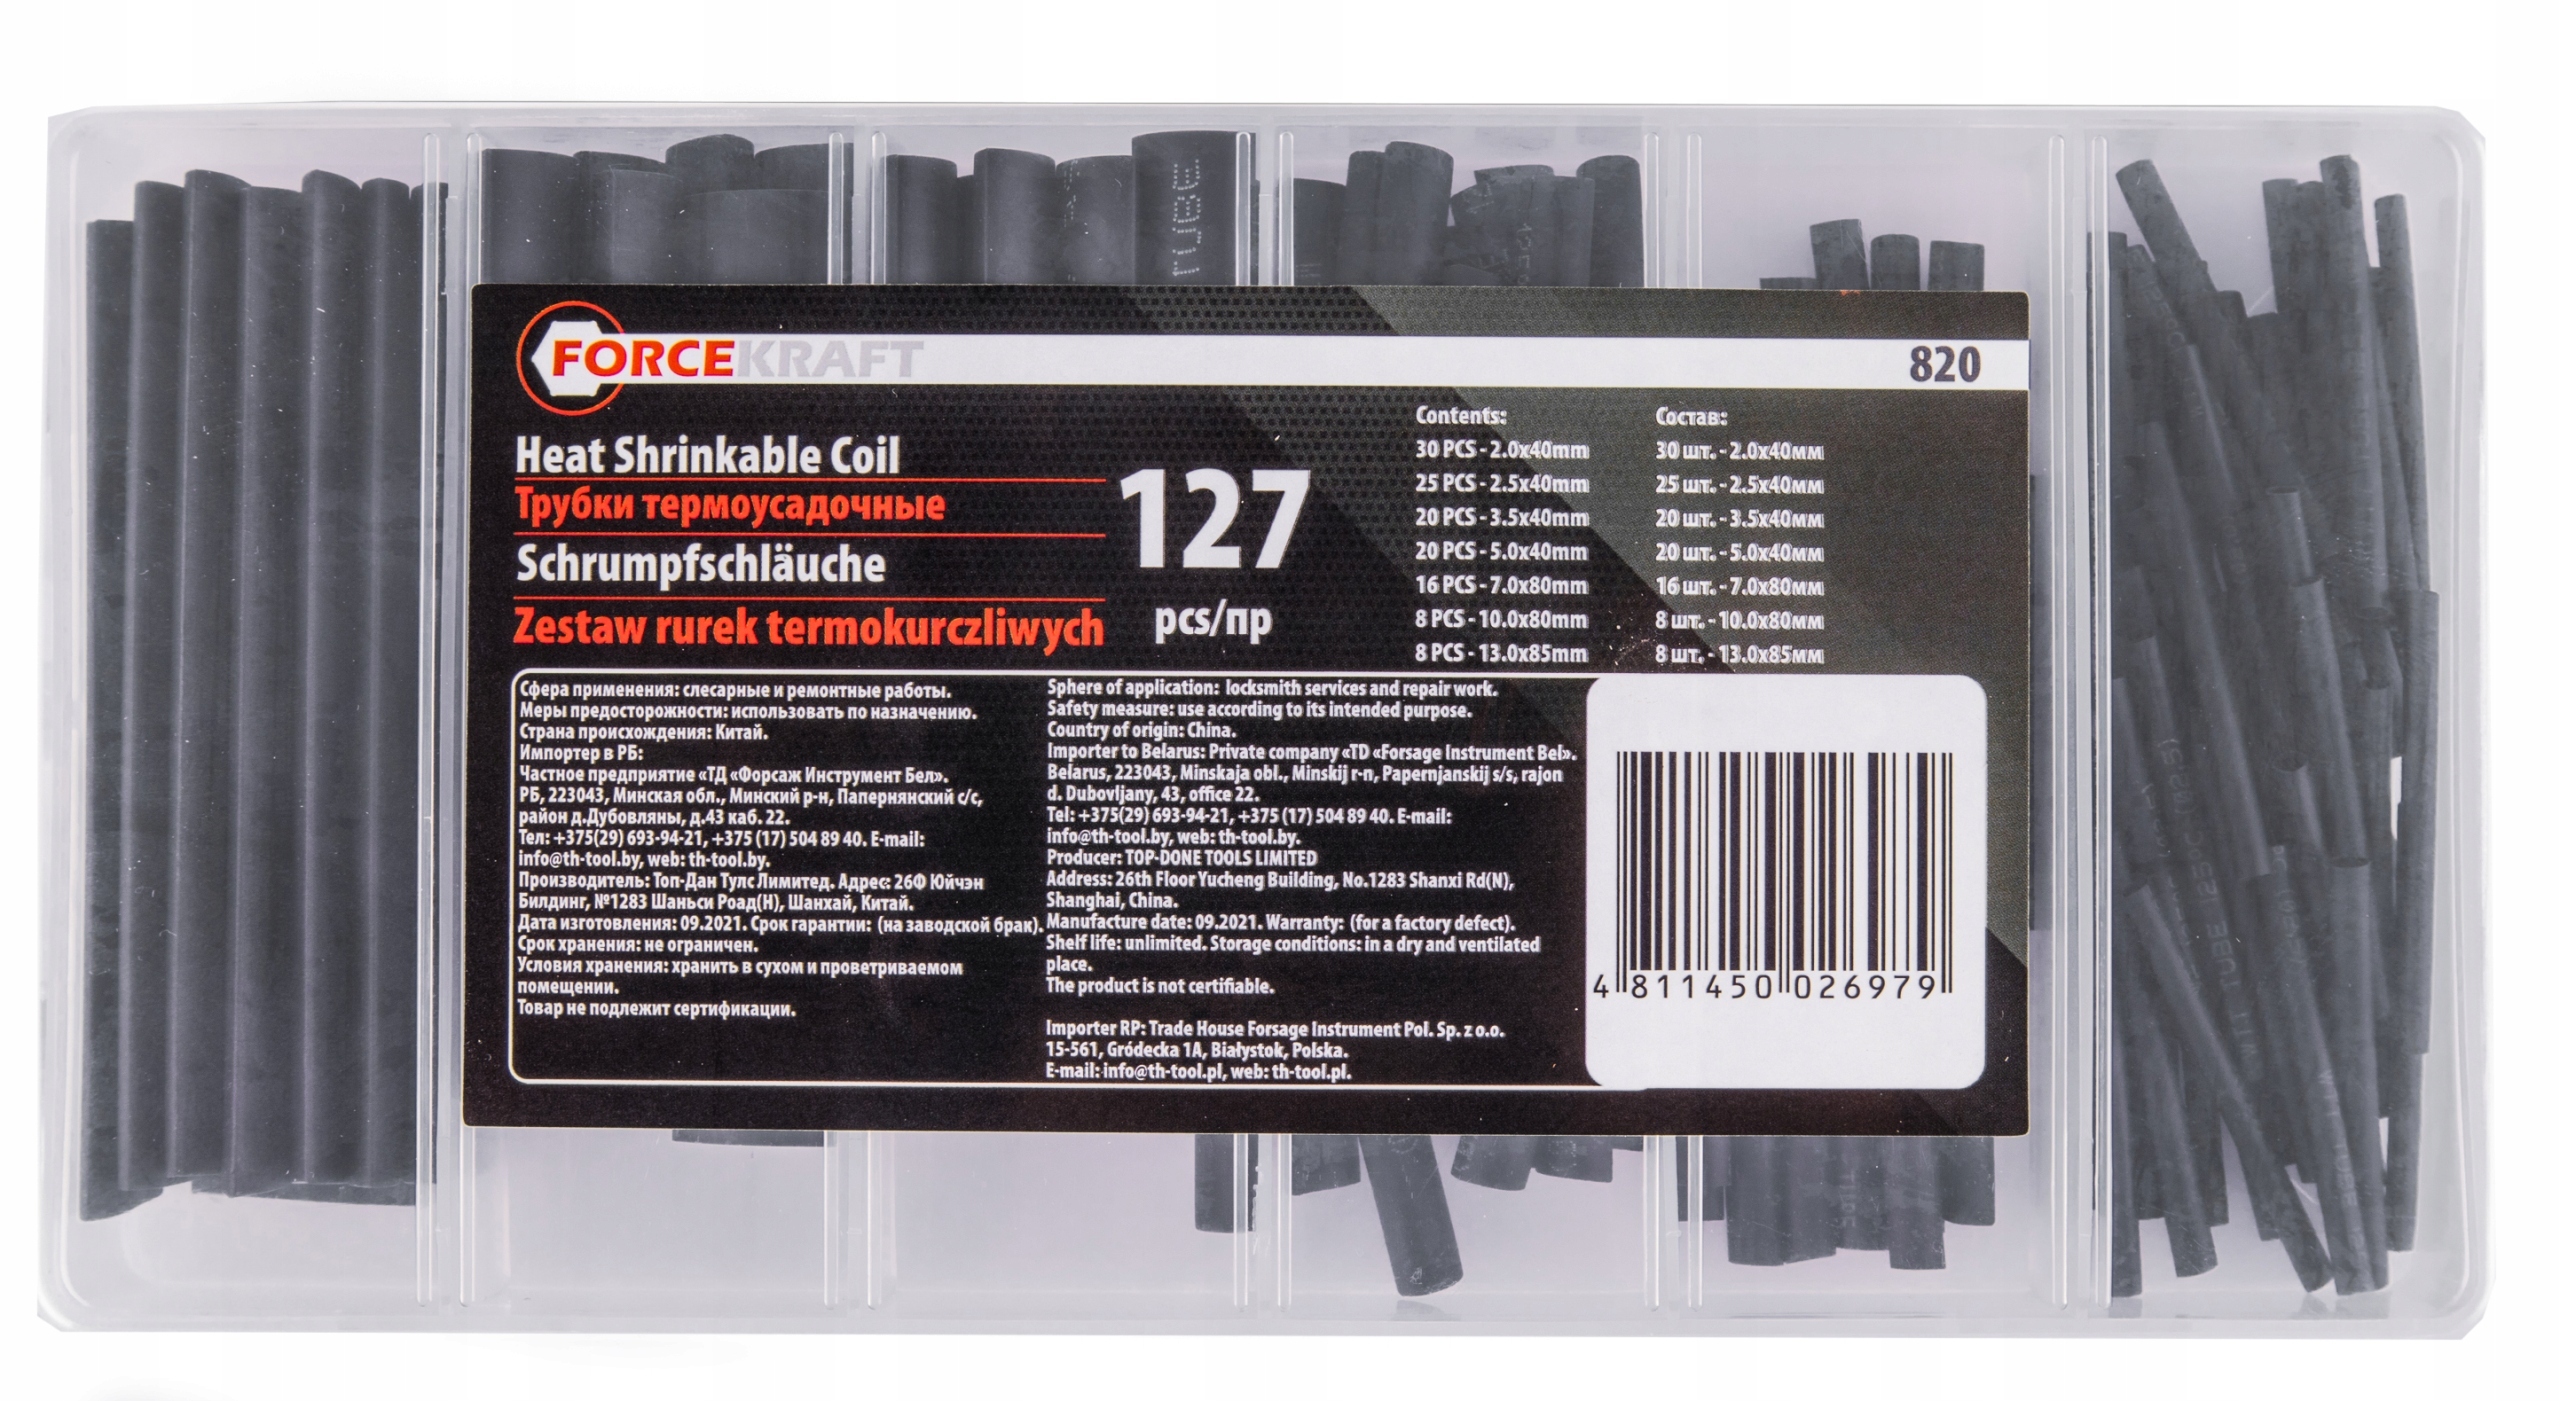 FORCEKRAFT
820
Heat Shrinkable Coil
Трубки термоусадочные
Schrumpfschläuche
Zestaw rurek termokurczliwych
127
pcs/пр
Contents:
30 PCS - 2.0x40mm
25 PCS - 2.5x40mm
20 PCS - 3.5x40mm
20 PCS - 5.0x40mm
16 PCS - 7.0x80mm
8 PCS - 10.0x80mm
8 PCS - 13.0x85mm
Состав:
30 шт. - 2.0x40мм
25 шт. - 2.5x40мм
20 шт. - 3.5x40мм
20 шт. - 5.0x40мм
16 шт. - 7.0x80мм
8 шт. - 10.0x80мм
8 шт. - 13.0x85мм
Сфера применения: слесарные и ремонтные работы.
Меры предосторожности: использовать по назначению.
Страна происхождения: Китай.
Импортер в РБ:
Частное предприятие «ТД «Форсаж Инструмент Бел».
РБ, 223043, Минская обл., Минский р-н, Папернянский с/с,
район д.Дубовляны, д.43 каб. 22.
Тел: +375(29) 693-94-21, +375 (17) 504 89 40. E-mail:
info@th-tool.by, web: th-tool.by.
Производитель: Топ-Дан Тулс Лимитед. Адрес: 26Ф Юйчэн
Билдинг, №1283 Шаньси Роад(Н), Шанхай, Китай.
Дата изготовления: 09.2021. Срок гарантии: (на заводской брак).
Срок хранения: не ограничен.
Условия хранения: хранить в сухом и проветриваемом
помещении.
Товар не подлежит сертификации.
Sphere of application: locksmith services and repair work.
Safety measure: use according to its intended purpose.
Country of origin: China.
Importer to Belarus: Private company «TD «Forsage Instrument Bel».
Belarus, 223043, Minskaja obl., Minskij r-n, Papernjanskij s/s, rajon
d. Dubovljany, 43, office 22.
Tel: +375(29) 693-94-21, +375 (17) 504 89 40. E-mail:
info@th-tool.by, web: th-tool.by.
Producer: TOP-DONE TOOLS LIMITED
Address: 26th Floor Yucheng Building, No.1283 Shanxi Rd(N),
Shanghai, China.
Manufacture date: 09.2021. Warranty: (for a factory defect).
Shelf life: unlimited. Storage conditions: in a dry and ventilated
place.
The product is not certifiable.
Importer RP: Trade House Forsage Instrument Pol. Sp. z o.o.
15-561, Gródecka 1A, Białystok, Polska.
E-mail: info@th-tool.pl, web: th-tool.pl.
4 811450 026979
TUBE
TUBE 125°C